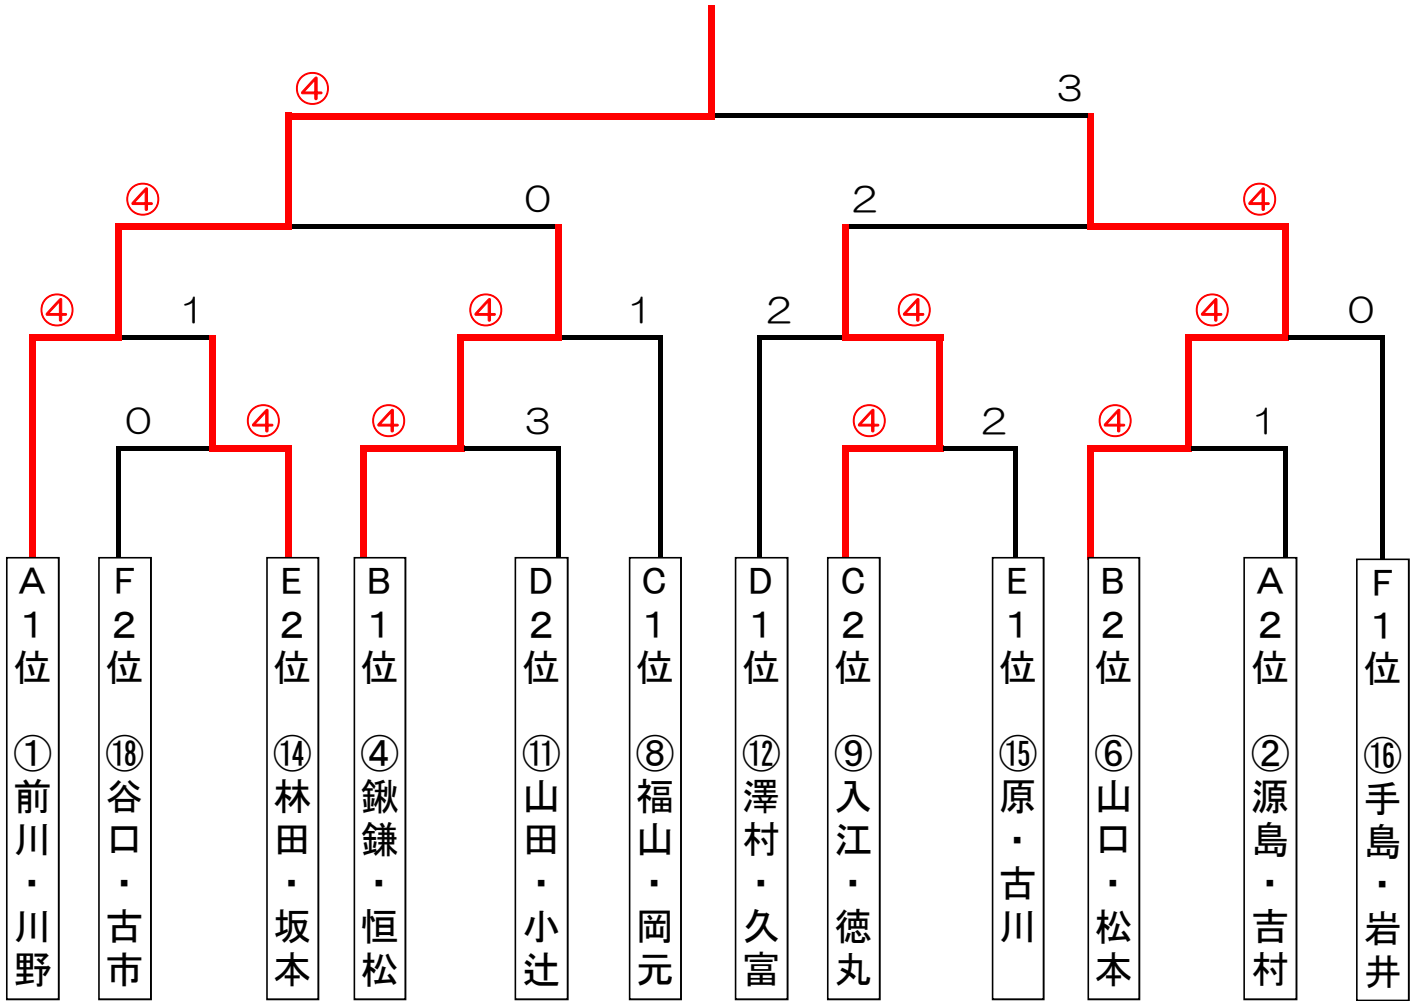 ④ 3
④ 0 2 ④
④ 1 ④ 1 2 ④ ④ 0
0 ④ ④ 3 ④ 2 ④ 1
A1位 ①前川・川野
F2位 ⑱谷口・古市
E2位 ⑭林田・坂本
B1位 ④鍬鎌・恒松
D2位 ⑪山田・小辻
C1位 ⑧福山・岡元
D1位 ⑫澤村・久富
C2位 ⑨入江・徳丸
E1位 ⑮原・古川
B2位 ⑥山口・松本
A2位 ②源島・吉村
F1位 ⑯手島・岩井